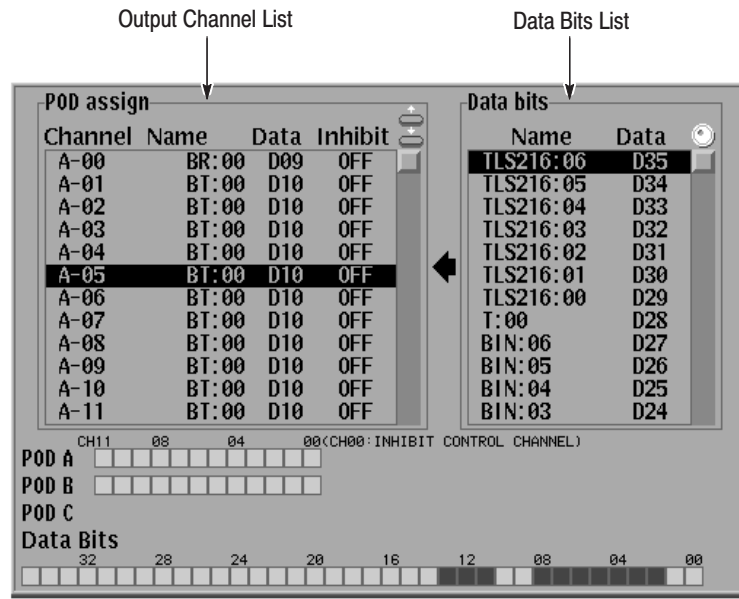 Output Channel List
Data Bits List
POD assign
Channel Name Data Inhibit
A-00 BR:00 D09 OFF
A-01 BT:00 D10 OFF
A-02 BT:00 D10 OFF
A-03 BT:00 D10 OFF
A-04 BT:00 D10 OFF
A-05 BT:00 D10 OFF
A-06 BT:00 D10 OFF
A-07 BT:00 D10 OFF
A-08 BT:00 D10 OFF
A-09 BT:00 D10 OFF
A-10 BT:00 D10 OFF
A-11 BT:00 D10 OFF
Data bits
Name Data
TLS216:06 D35
TLS216:05 D34
TLS216:04 D33
TLS216:03 D32
TLS216:02 D31
TLS216:01 D30
TLS216:00 D29
T:00 D28
BIN:06 D27
BIN:05 D26
BIN:04 D25
BIN:03 D24
CH11 08 04 00(CH00:INHIBIT CONTROL CHANNEL)
POD A
POD B
POD C
Data Bits
32 28 24 20 16 12 08 04 00